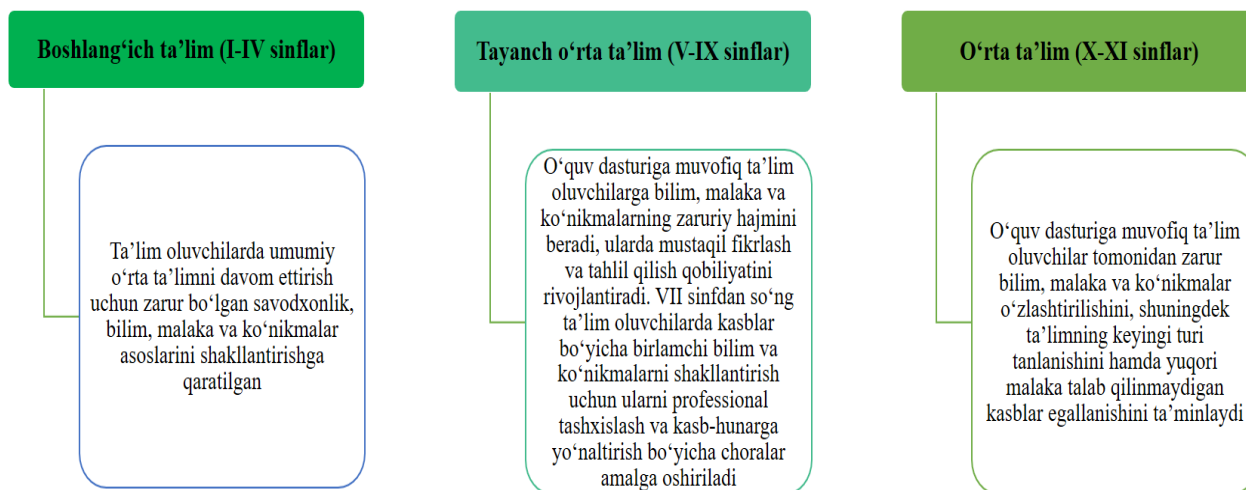 Boshlang‘ich ta’lim (I-IV sinflar)
Ta’lim oluvchilarda umumiy
o‘rta ta’limni davom ettirish
uchun zarur bo‘lgan savodxonlik,
bilim, malaka va ko‘nikmalar
asoslarini shakllantirishga
qaratilgan
Tayanch o‘rta ta’lim (V-IX sinflar)
O‘quv dasturiga muvofiq ta’lim
oluvchilarga bilim, malaka va
ko‘nikmalarning zaruriy hajmini
beradi, ularda mustaqil fikrlash
va tahlil qilish qobiliyatini
rivojlantiradi. VII sinfdan so‘ng
ta’lim oluvchilarda kasblar
bo‘yicha birlamchi bilim va
ko‘nikmalarni shakllantirish
uchun ularni professional
tashxislash va kasb-hunarga
yo‘naltirish bo‘yicha choralar
amalga oshiriladi
O‘rta ta’lim (X-XI sinflar)
O‘quv dasturiga muvofiq ta’lim
oluvchilar tomonidan zarur
bilim, malaka va ko‘nikmalar
o‘zlashtirilishini, shuningdek
ta’limning keyingi turi
tanlanishini hamda yuqori
malaka talab qilinmaydigan
kasblar egallanishini ta’minlaydi